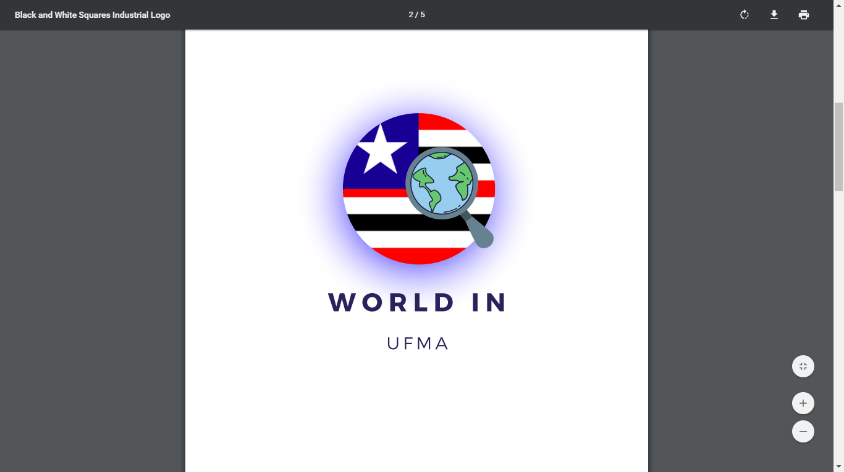 Black and White Squares Industrial Logo
2 / 5
WORLD IN
UFMA